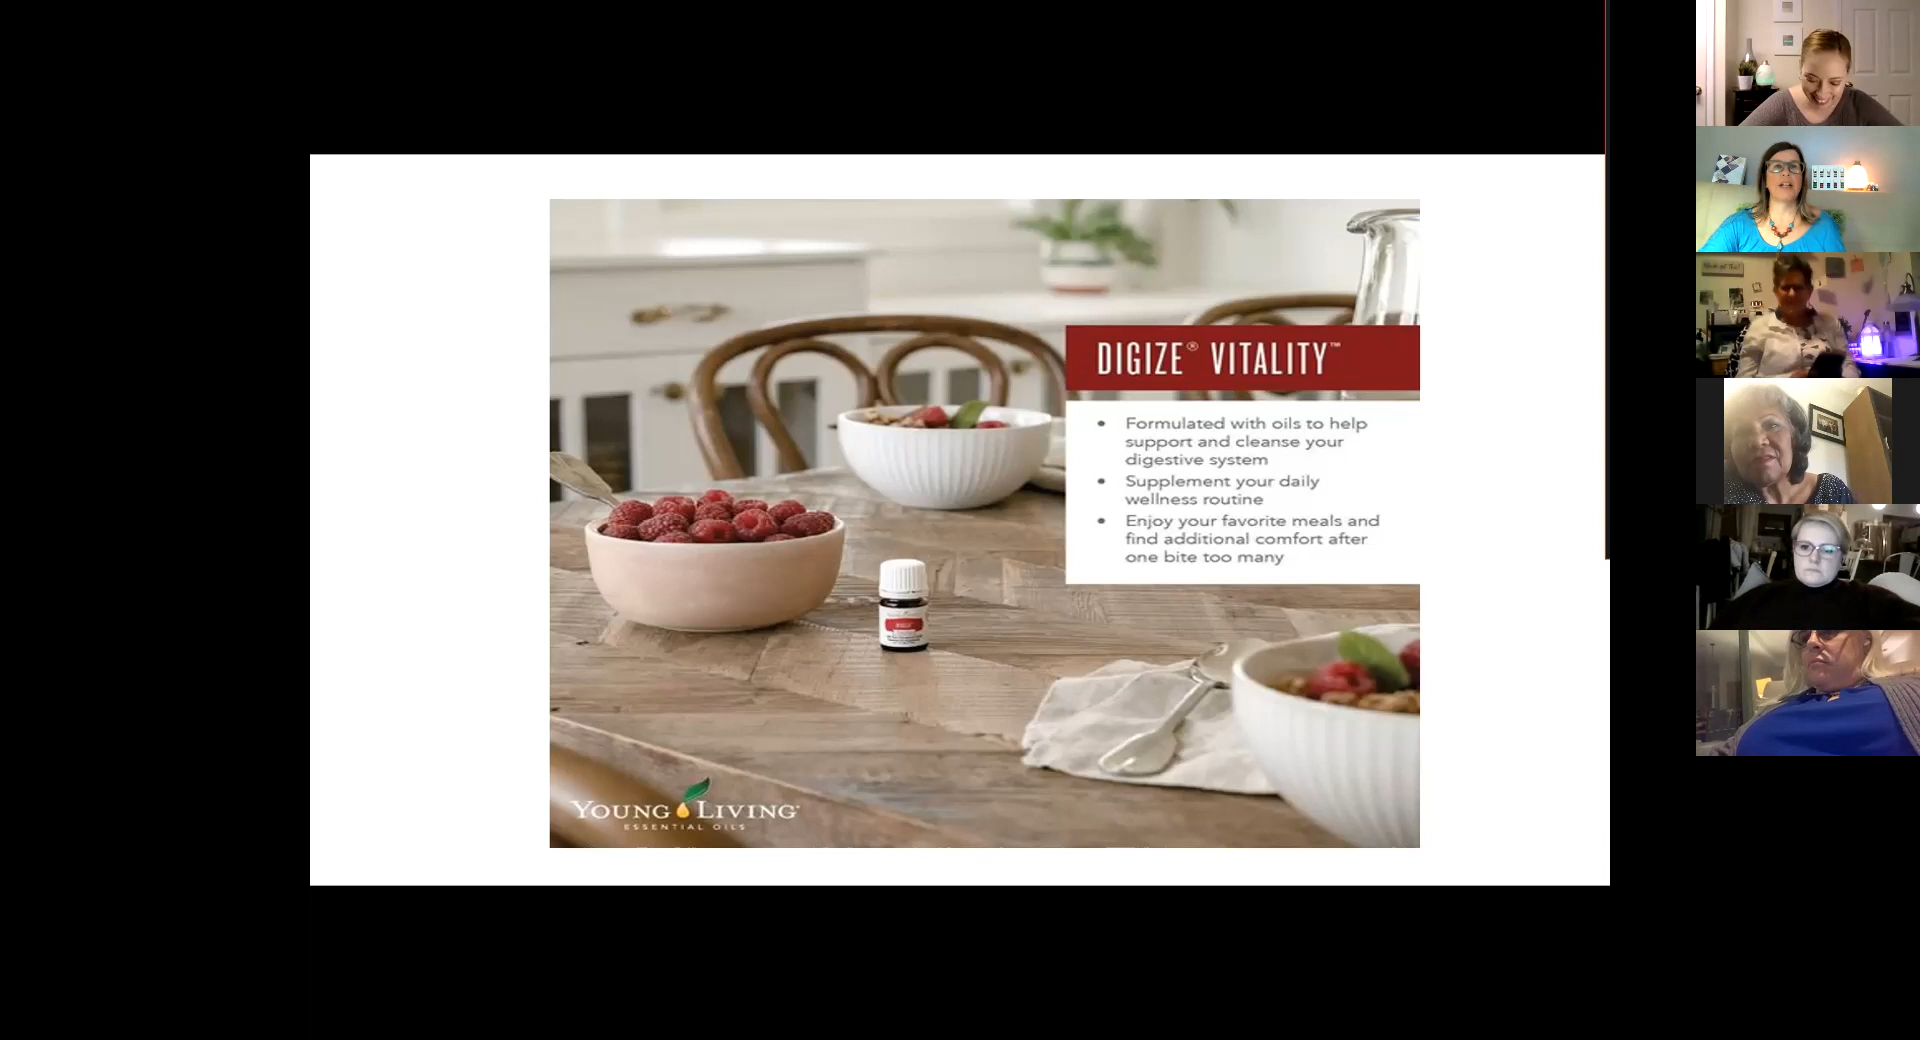 DIGIZE® VITALITY™
• Formulated with oils to help
support and cleanse your
digestive system
• Supplement your daily
wellness routine
• Enjoy your favorite meals and
find additional comfort after
one bite too many
YOUNG LIVING
ESSENTIAL OILS